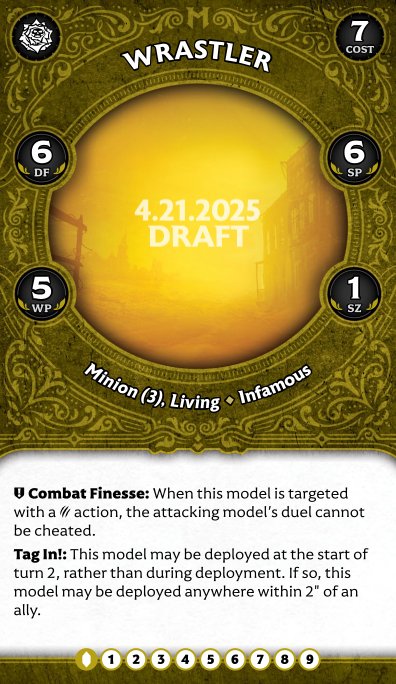 7
COST
WRASTLER
6
DF
6
SP
4.21.2025
DRAFT
5
WP
1
SZ
Minion (3), Living • Infamous
Combat Finesse: When this model is targeted
with a action, the attacking model's duel cannot
be cheated.
Tag In!: This model may be deployed at the start of
turn 2, rather than during deployment. If so, this
model may be deployed anywhere within 2" of an
ally.
1 2 3 4 5 6 7 8 9